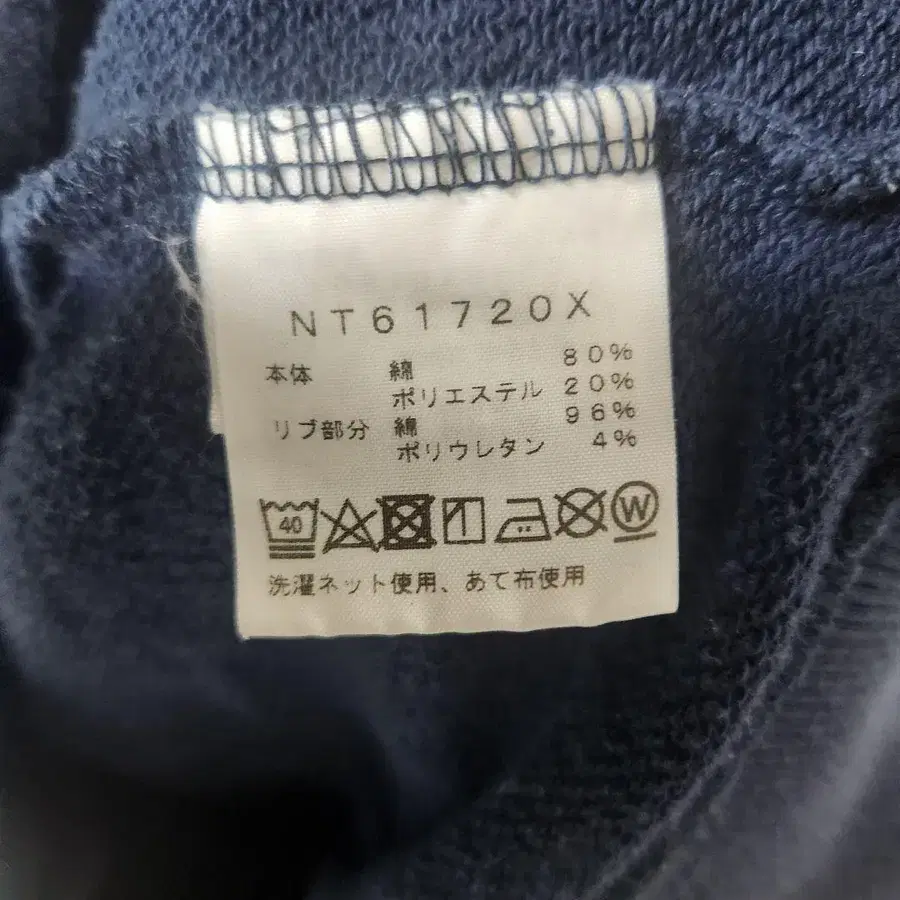 NT61720X
本体 綿 80%
ポリエステル 20%
リブ部分 綿 96%
ポリウレタン 4%
40 W
洗濯ネット使用、あて布使用